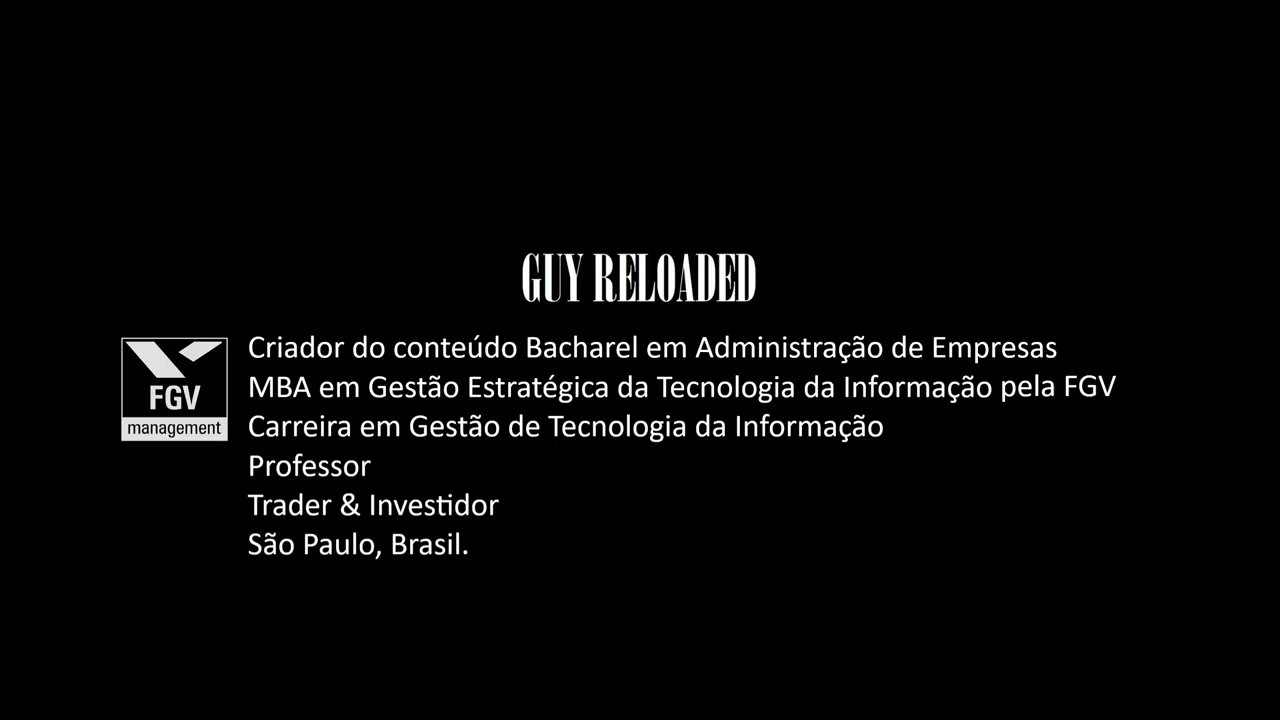 GUY RELOADED
Criador do conteúdo Bacharel em Administração de Empresas
MBA em Gestão Estratégica da Tecnologia da Informação pela FGV
Carreira em Gestão de Tecnologia da Informação
Professor
Trader & Investidor
São Paulo, Brasil.
FGV
management